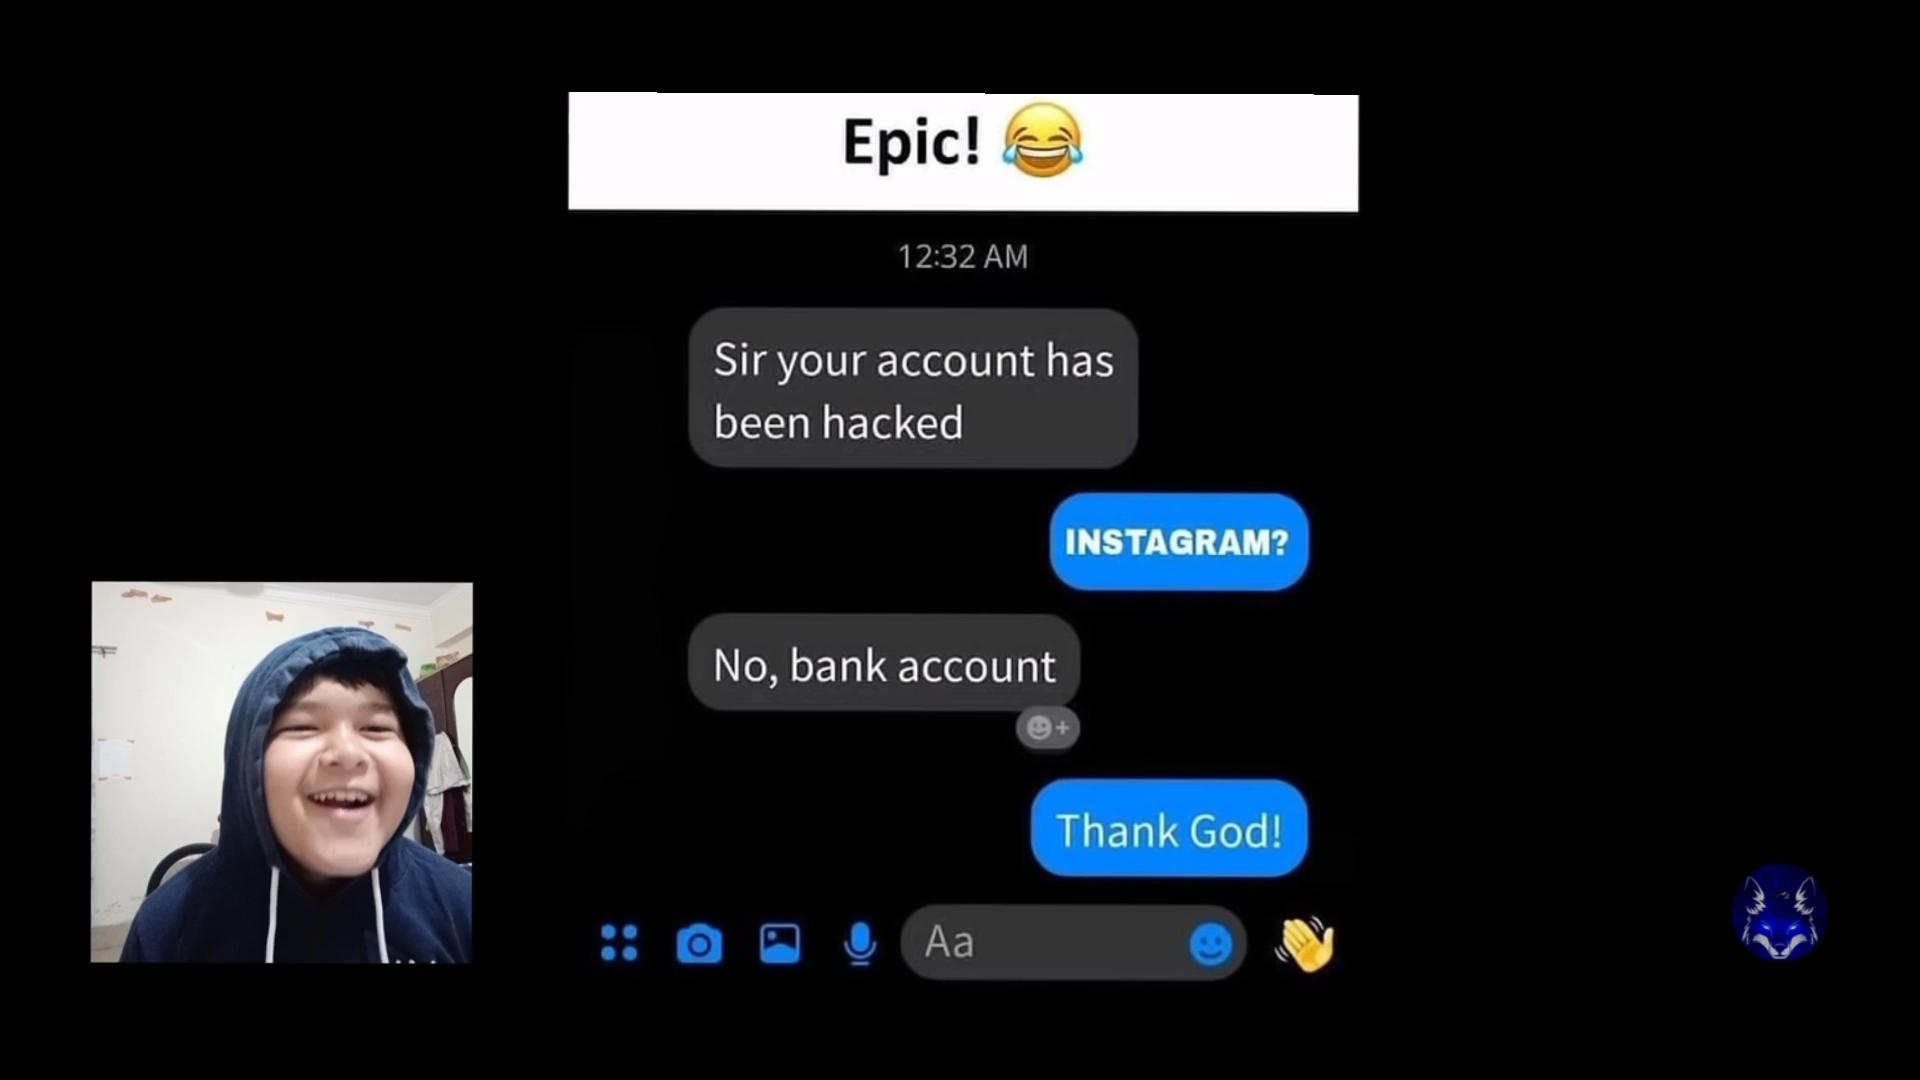 Epic! 😂
12:32 AM
Sir your account has
been hacked
INSTAGRAM?
No, bank account
Thank God!
Aa